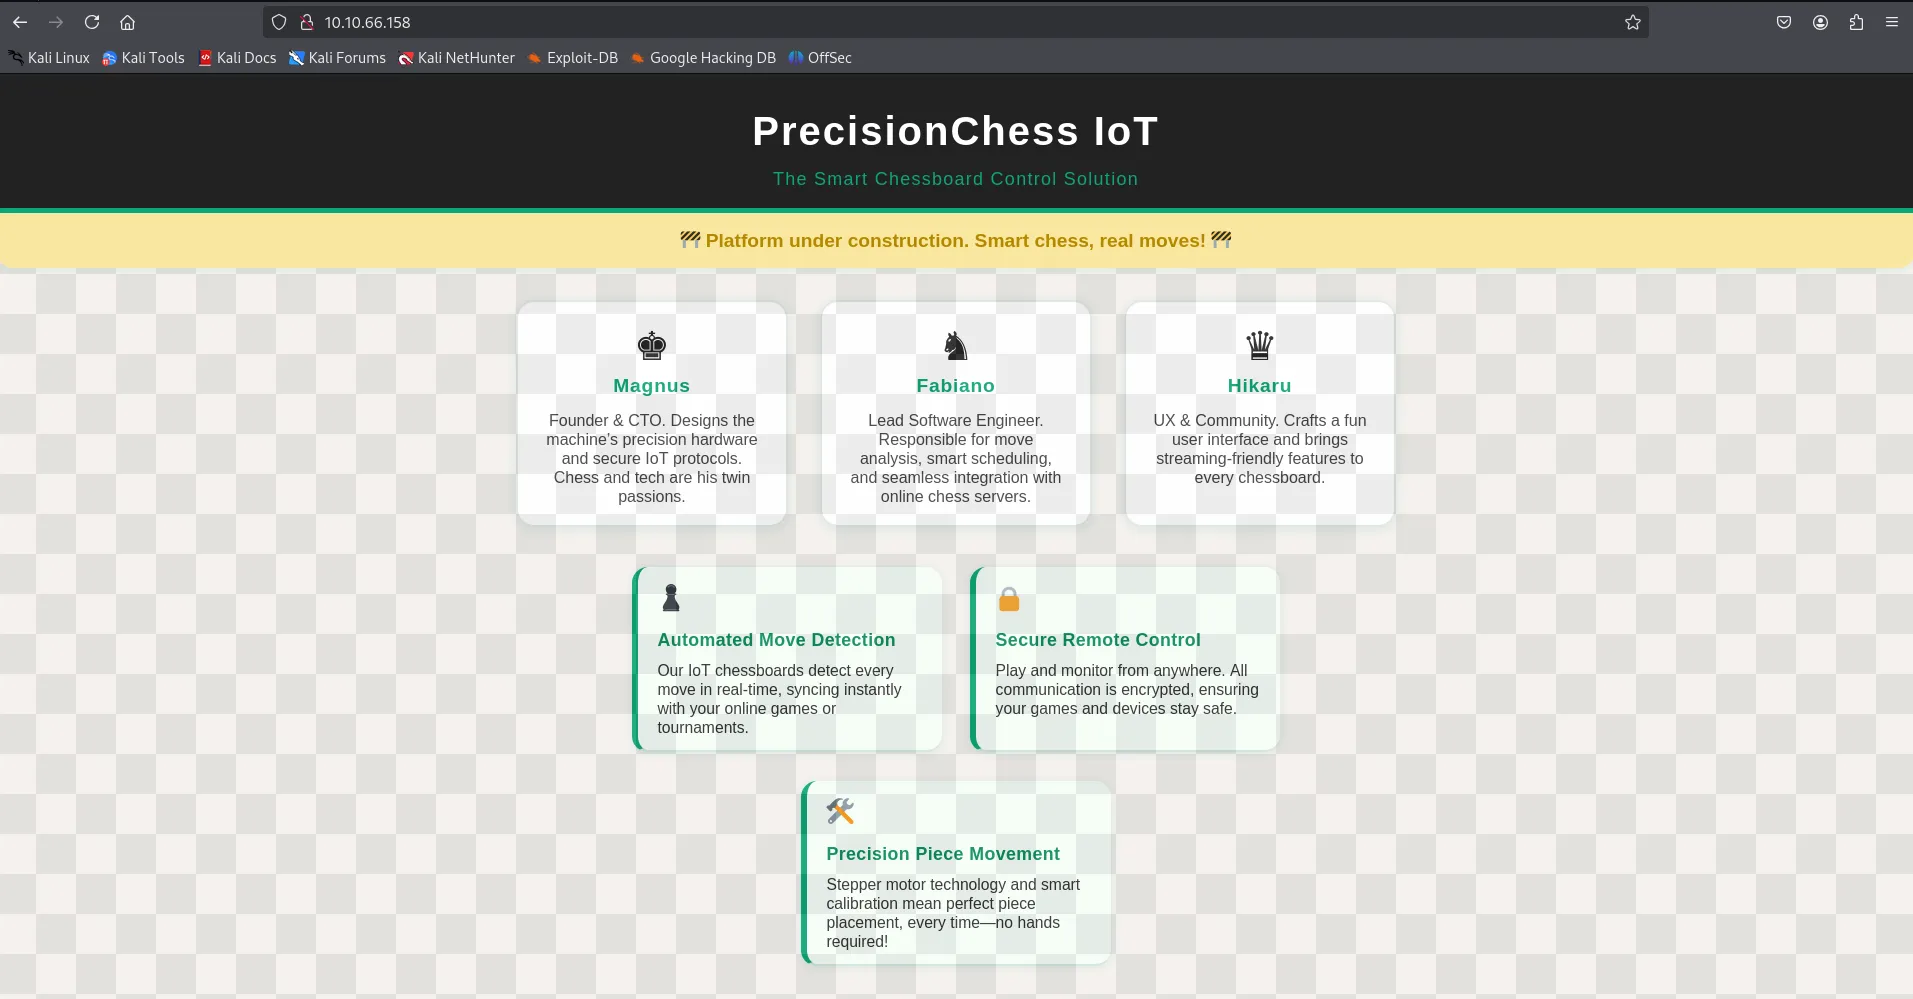 10.10.66.158
Kali Linux Kali Tools Kali Docs Kali Forums Kali NetHunter Exploit-DB Google Hacking DB OffSec
PrecisionChess IoT
The Smart Chessboard Control Solution
🚧 Platform under construction. Smart chess, real moves! 🚧
Magnus
Founder & CTO. Designs the
machine's precision hardware
and secure IoT protocols.
Chess and tech are his twin
passions.
Fabiano
Lead Software Engineer.
Responsible for move
analysis, smart scheduling,
and seamless integration with
online chess servers.
Hikaru
UX & Community. Crafts a fun
user interface and brings
streaming-friendly features to
every chessboard.
Automated Move Detection
Our IoT chessboards detect every
move in real-time, syncing instantly
with your online games or
tournaments.
Secure Remote Control
Play and monitor from anywhere. All
communication is encrypted, ensuring
your games and devices stay safe.
Precision Piece Movement
Stepper motor technology and smart
calibration mean perfect piece
placement, every time—no hands
required!